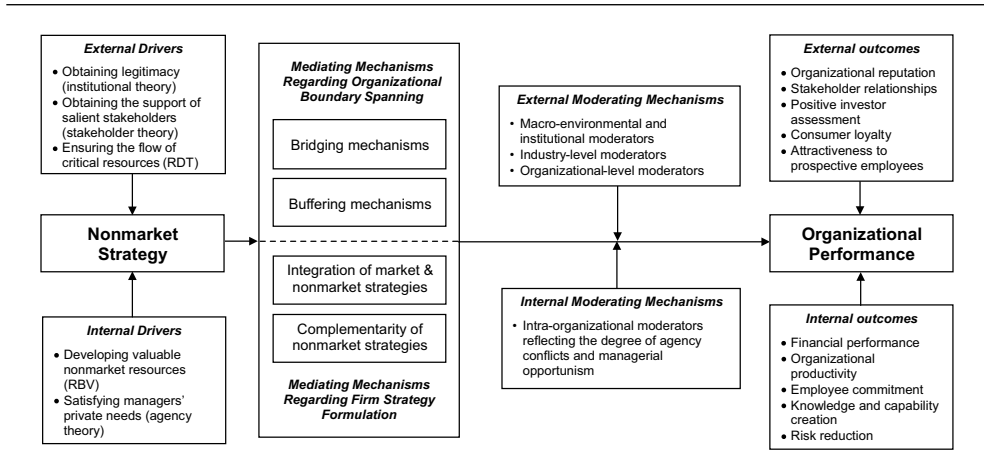 External Drivers
• Obtaining legitimacy
(institutional theory)
• Obtaining the support of
salient stakeholders
(stakeholder theory)
• Ensuring the flow of
critical resources (RDT)
Nonmarket
Strategy
Internal Drivers
• Developing valuable
nonmarket resources
(RBV)
• Satisfying managers'
private needs (agency
theory)
Mediating Mechanisms
Regarding Organizational
Boundary Spanning
Bridging mechanisms
Buffering mechanisms
Integration of market &
nonmarket strategies
Complementarity of
nonmarket strategies
Mediating Mechanisms
Regarding Firm Strategy
Formulation
External Moderating Mechanisms
• Macro-environmental and
institutional moderators
• Industry-level moderators
• Organizational-level moderators
Internal Moderating Mechanisms
• Intra-organizational moderators
reflecting the degree of agency
conflicts and managerial
opportunism
External outcomes
• Organizational reputation
• Stakeholder relationships
• Positive investor
assessment
• Consumer loyalty
• Attractiveness to
prospective employees
Organizational
Performance
Internal outcomes
• Financial performance
• Organizational
productivity
• Employee commitment
• Knowledge and capability
creation
• Risk reduction